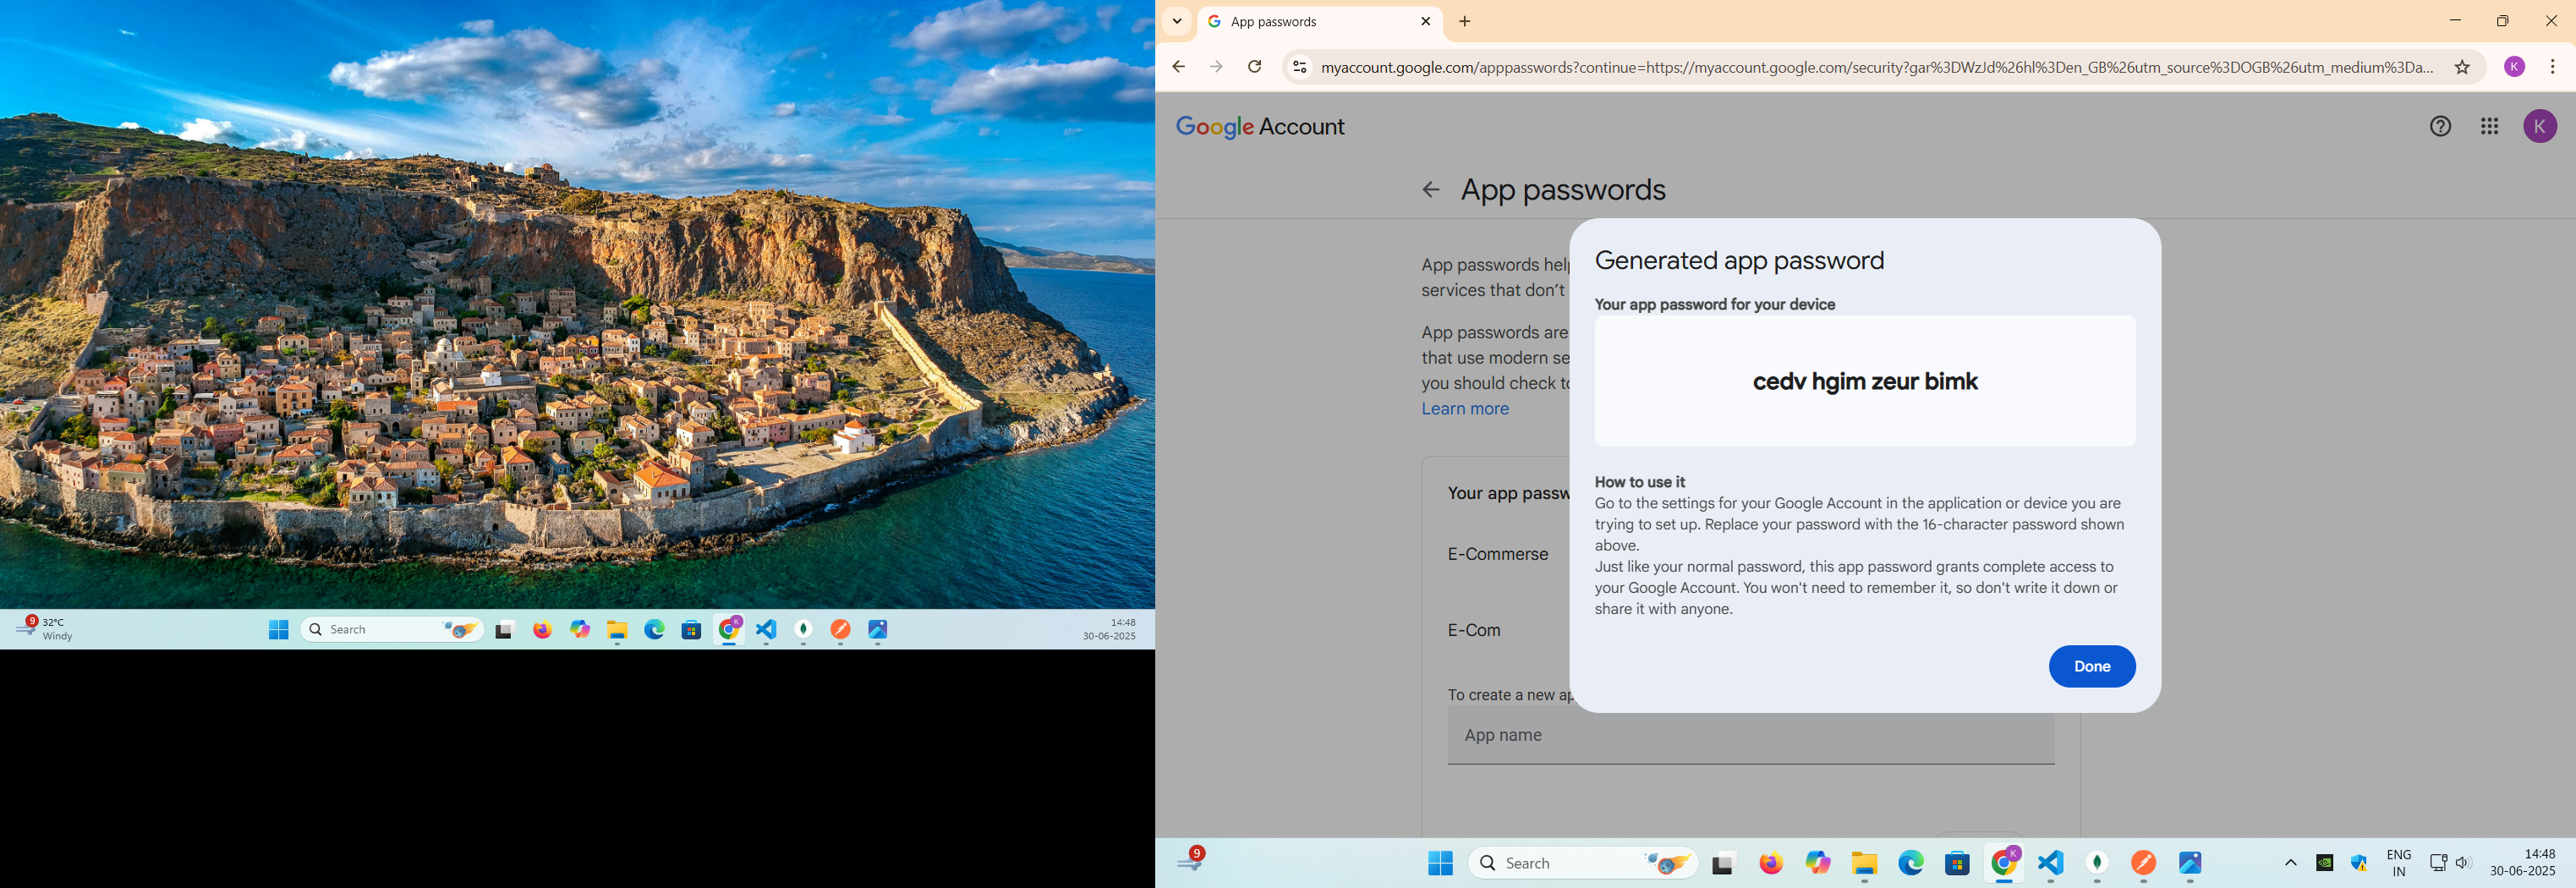 9
32°C
Windy
Search
K
14:48
30-06-2025
App passwords
myaccount.google.com/apppasswords?continue=https://myaccount.google.com/security?gar%3DWzJd%26hl%3Den_GB%26utm_source%3DOGB%26utm_medium%3Da...
K
Google Account
K
App passwords
App passwords help
services that don't
App passwords are
that use modern se
you should check to
Learn more
Your app passw
E-Commerse
E-Com
To create a new ap
App name
Generated app password
Your app password for your device
cedv hgim zeur bimk
How to use it
Go to the settings for your Google Account in the application or device you are
trying to set up. Replace your password with the 16-character password shown
above.
Just like your normal password, this app password grants complete access to
your Google Account. You won't need to remember it, so don't write it down or
share it with anyone.
Done
9
Search
K
ENG
IN
14:48
30-06-2025